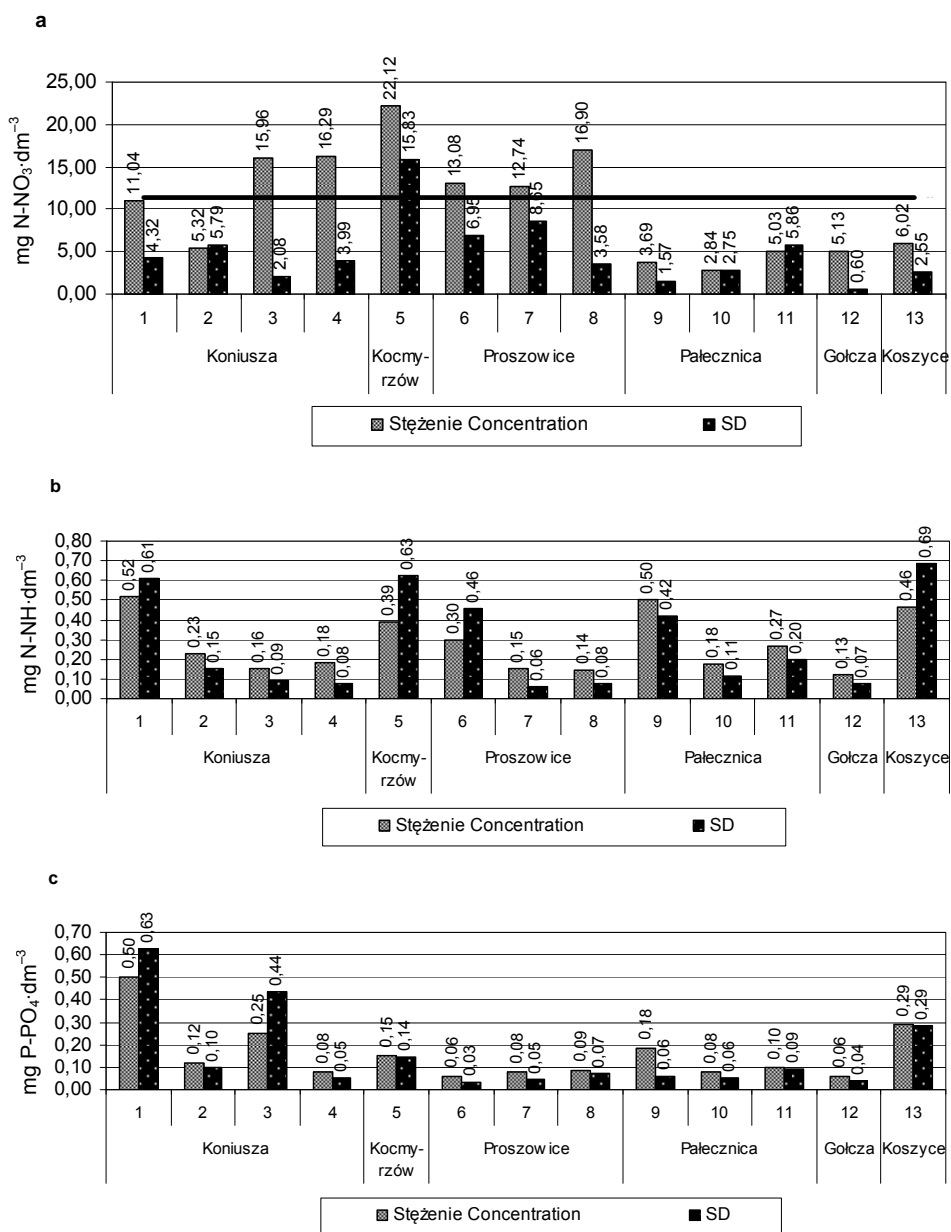 a
mg N-NO₃·dm⁻³
25,00
20,00
15,00
10,00
5,00
0,00
11,04 4,32 5,32 5,79 15,96 2,08 16,29 3,99 22,12 15,83 13,08 6,95 12,74 8,55 16,90 3,58 3,69 1,57 2,84 2,75 5,03 5,86 5,13 0,60 6,02 2,55
1 2 3 4 5 6 7 8 9 10 11 12 13
Koniusza Kocmy- Proszowice Pałecznica Gołcza Koszyce
rzów
Stężenie Concentration SD
b
mg N-NH·dm⁻³
0,80
0,70
0,60
0,50
0,40
0,30
0,20
0,10
0,00
0,52 0,61 0,23 0,15 0,16 0,09 0,18 0,08 0,39 0,63 0,30 0,46 0,15 0,06 0,14 0,08 0,50 0,42 0,18 0,11 0,27 0,20 0,13 0,07 0,46 0,69
1 2 3 4 5 6 7 8 9 10 11 12 13
Koniusza Kocmy- Proszowice Pałecznica Gołcza Koszyce
rzów
Stężenie Concentration SD
c
mg P-PO₄·dm⁻³
0,70
0,60
0,50
0,40
0,30
0,20
0,10
0,00
0,50 0,63 0,12 0,10 0,25 0,44 0,08 0,05 0,15 0,14 0,06 0,03 0,08 0,05 0,09 0,07 0,18 0,06 0,08 0,06 0,10 0,09 0,06 0,04 0,29 0,29
1 2 3 4 5 6 7 8 9 10 11 12 13
Koniusza Kocmy- Proszowice Pałecznica Gołcza Koszyce
rzów
Stężenie Concentration SD